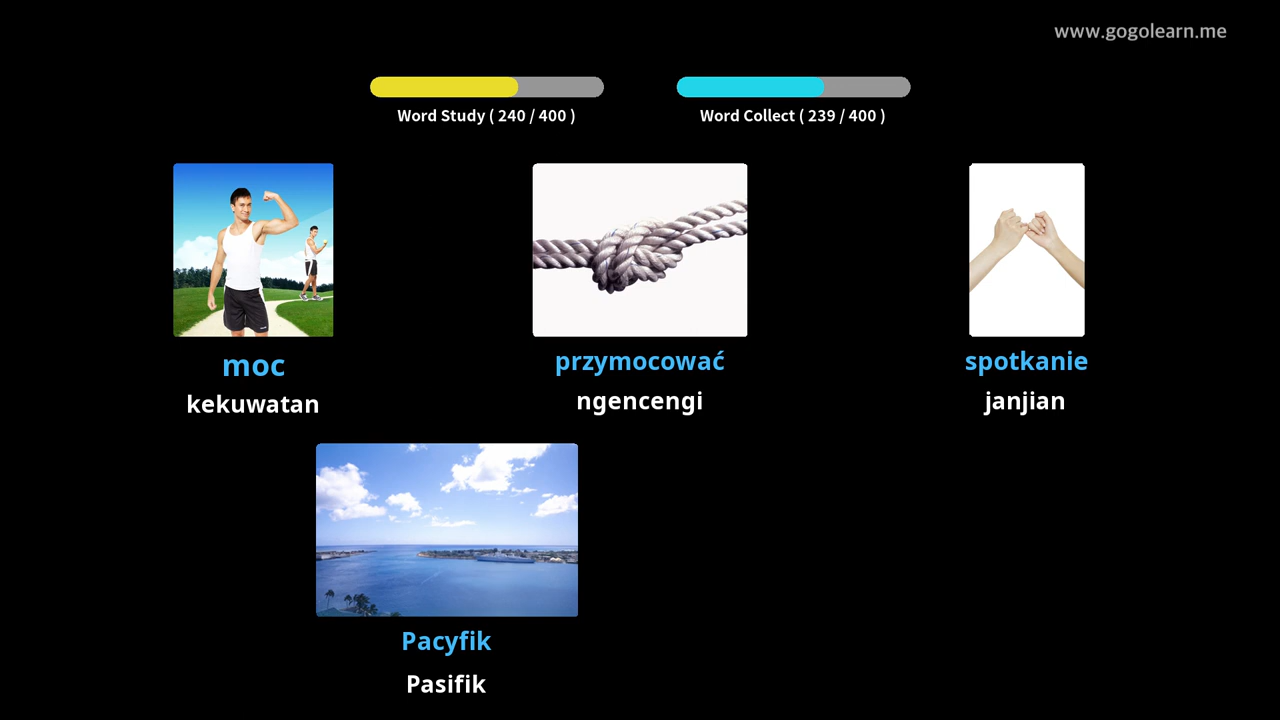 www.gogolearn.me
Word Study ( 240 / 400 )
Word Collect ( 239 / 400 )
moc
kekuwatan
przymocować
ngencengi
spotkanie
janjian
Pacyfik
Pasifik